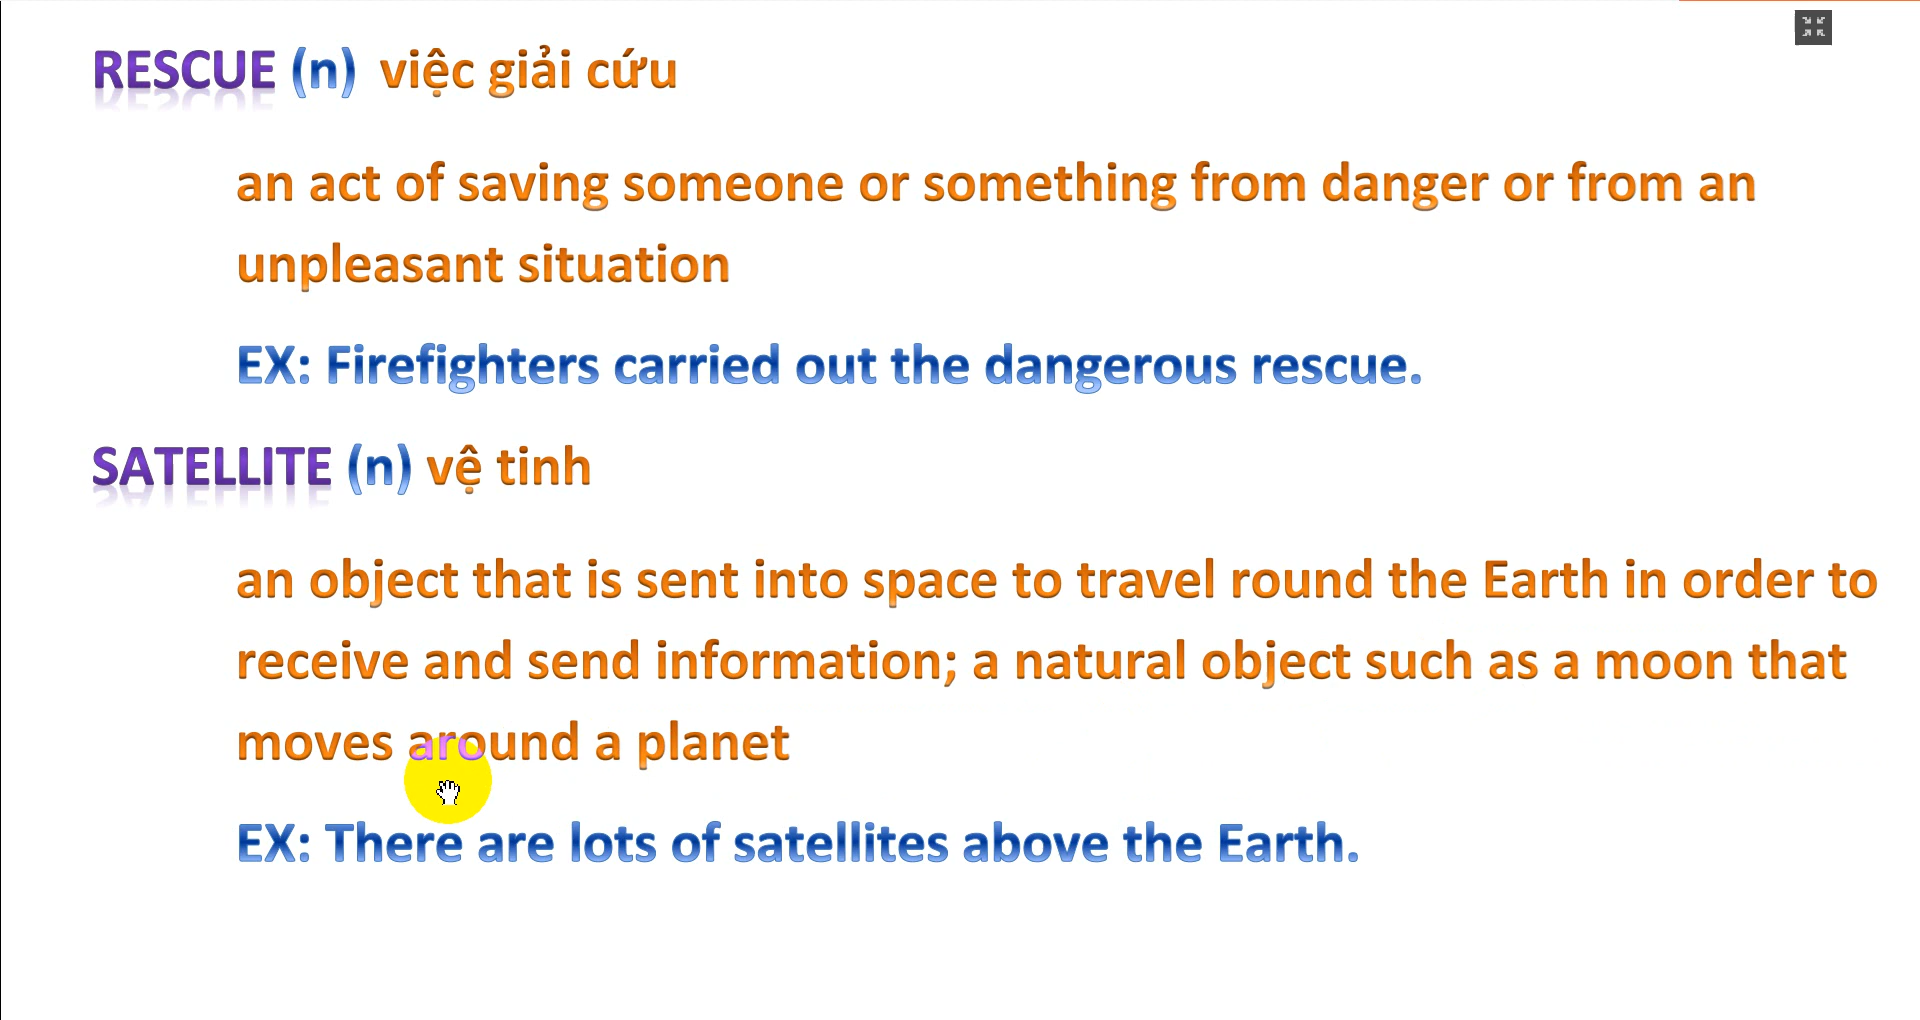 RESCUE (n) việc giải cứu
an act of saving someone or something from danger or from an
unpleasant situation
EX: Firefighters carried out the dangerous rescue.
SATELLITE (n) vệ tinh
an object that is sent into space to travel round the Earth in order to
receive and send information; a natural object such as a moon that
moves around a planet
EX: There are lots of satellites above the Earth.